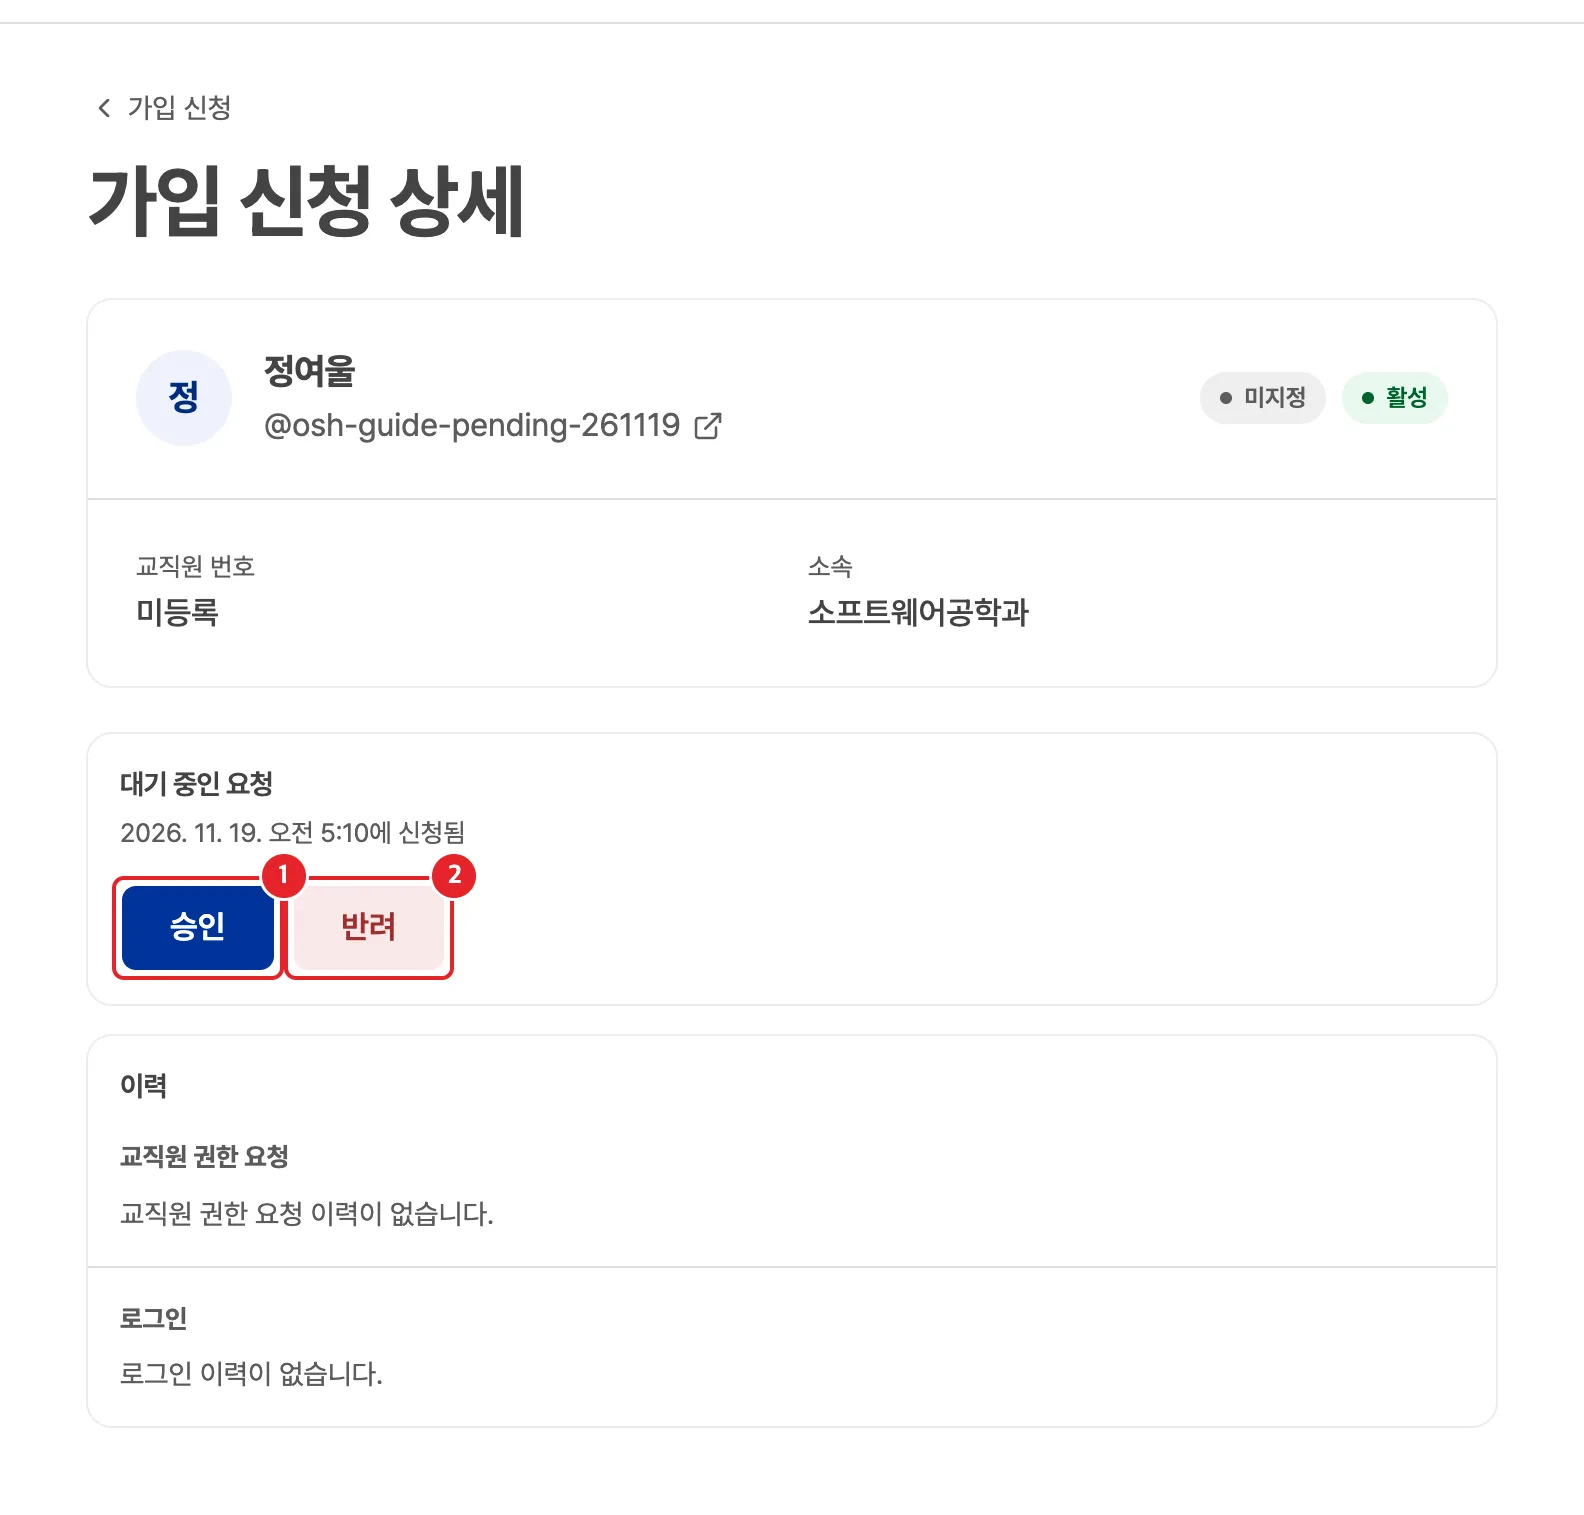 가입 신청
가입 신청 상세
정
정여울
@osh-guide-pending-261119
미지정
활성
교직원 번호
미등록
소속
소프트웨어공학과
대기 중인 요청
2026. 11. 19. 오전 5:10에 신청됨
1
2
승인
반려
이력
교직원 권한 요청
교직원 권한 요청 이력이 없습니다.
로그인
로그인 이력이 없습니다.